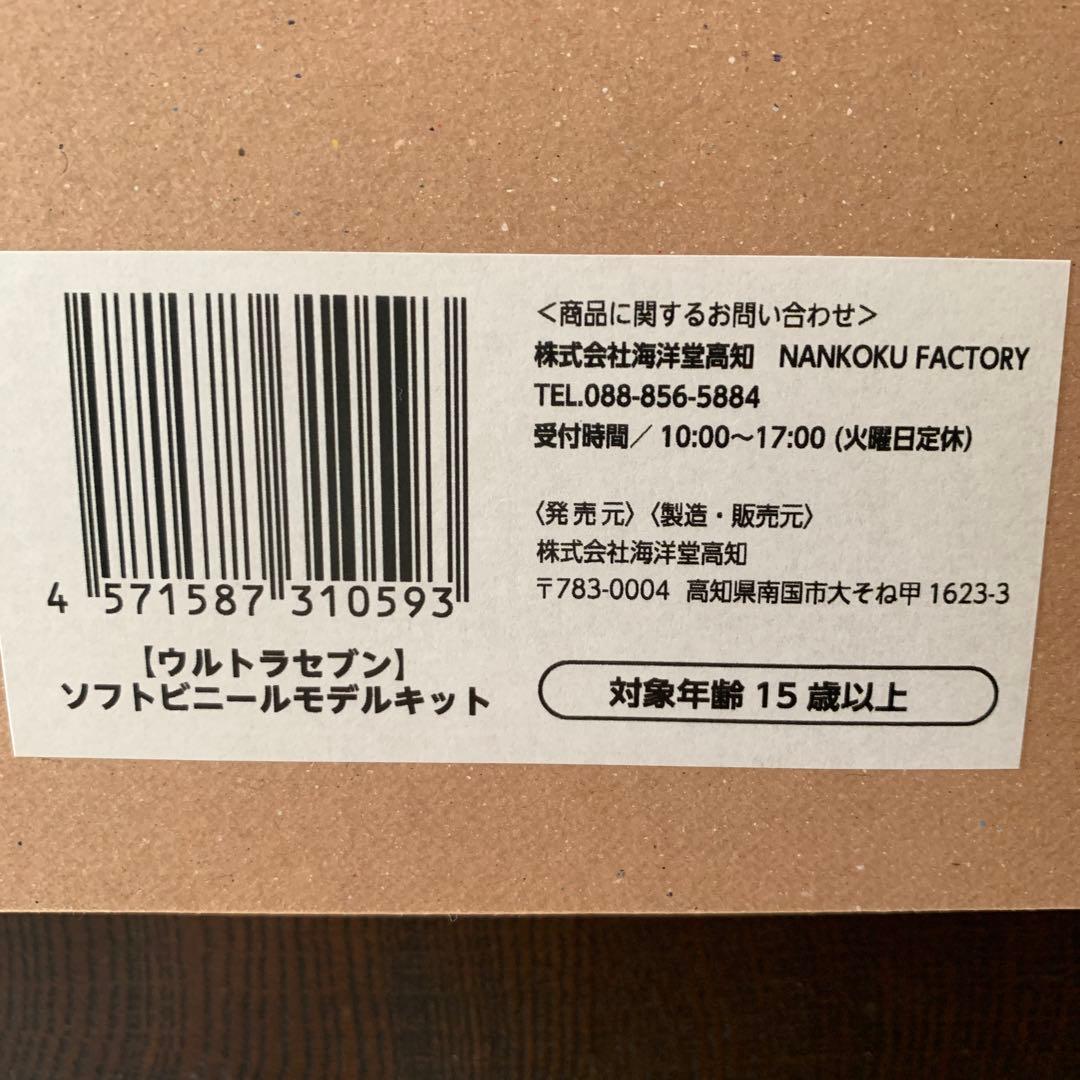 4 571587 310593
【ウルトラセブン】
ソフトビニールモデルキット
＜商品に関するお問い合わせ＞
株式会社海洋堂高知　NANKOKU FACTORY
TEL.088-856-5884
受付時間／ 10:00～17:00 (火曜日定休)
〈発売元〉〈製造・販売元〉
株式会社海洋堂高知
〒783-0004 高知県南国市大そね甲 1623-3
対象年齢 15 歳以上